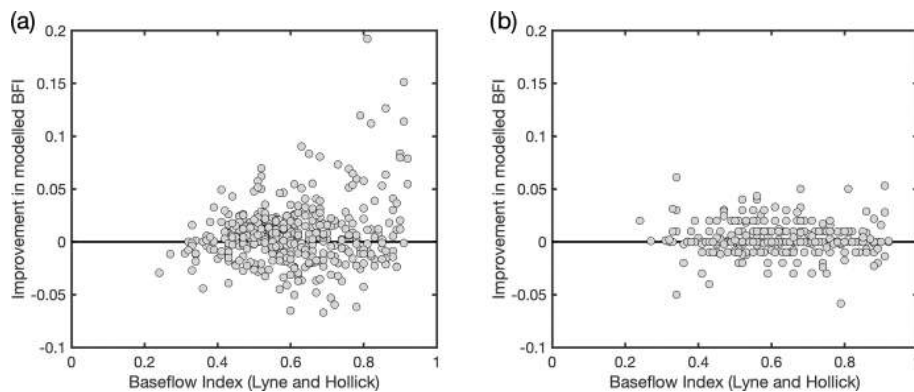 (a)
0.2
0.15
0.1
0.05
0
-0.05
-0.1
Improvement in modelled BFI
0 0.2 0.4 0.6 0.8 1
Baseflow Index (Lyne and Hollick)
(b)
0.2
0.15
0.1
0.05
0
-0.05
-0.1
Improvement in modelled BFI
0 0.2 0.4 0.6 0.8
Baseflow Index (Lyne and Hollick)